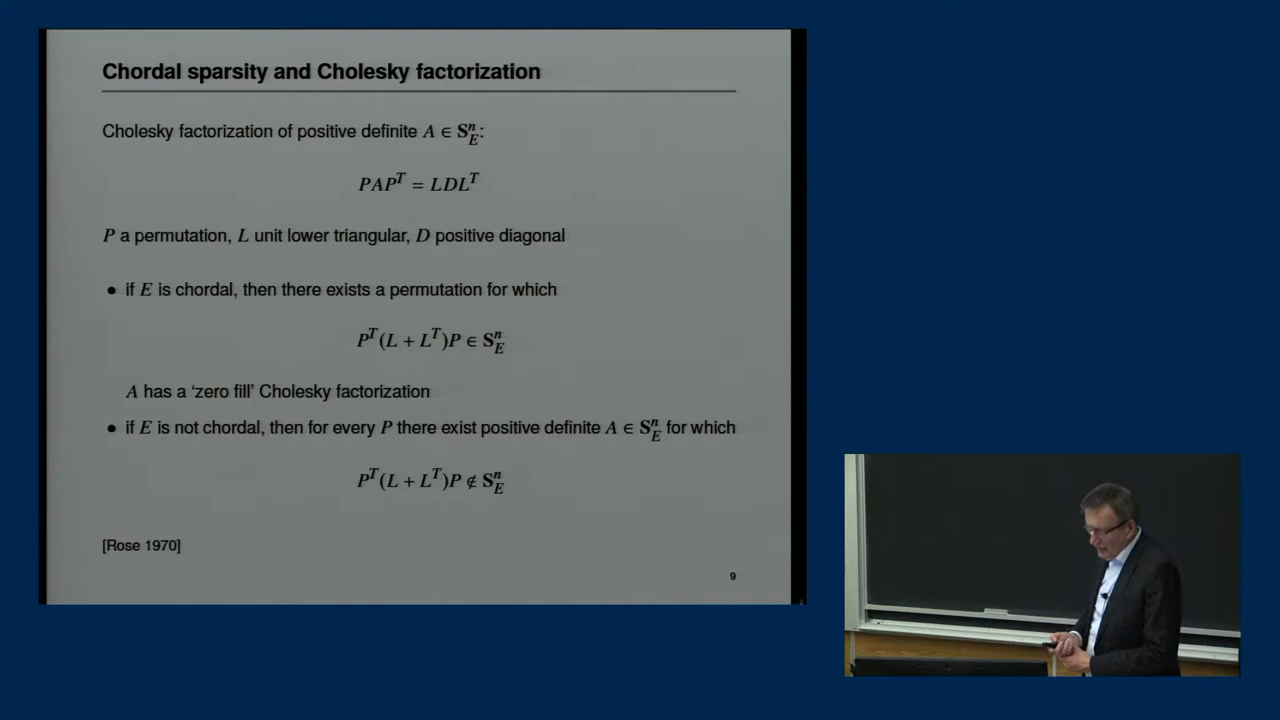 Chordal sparsity and Cholesky factorization
Cholesky factorization of positive definite A ∈ S^n_E:
PAP^T = LDL^T
P a permutation, L unit lower triangular, D positive diagonal
• if E is chordal, then there exists a permutation for which
P^T(L + L^T)P ∈ S^n_E
A has a ‘zero fill’ Cholesky factorization
• if E is not chordal, then for every P there exist positive definite A ∈ S^n_E for which
P^T(L + L^T)P ∉ S^n_E
[Rose 1970]
9